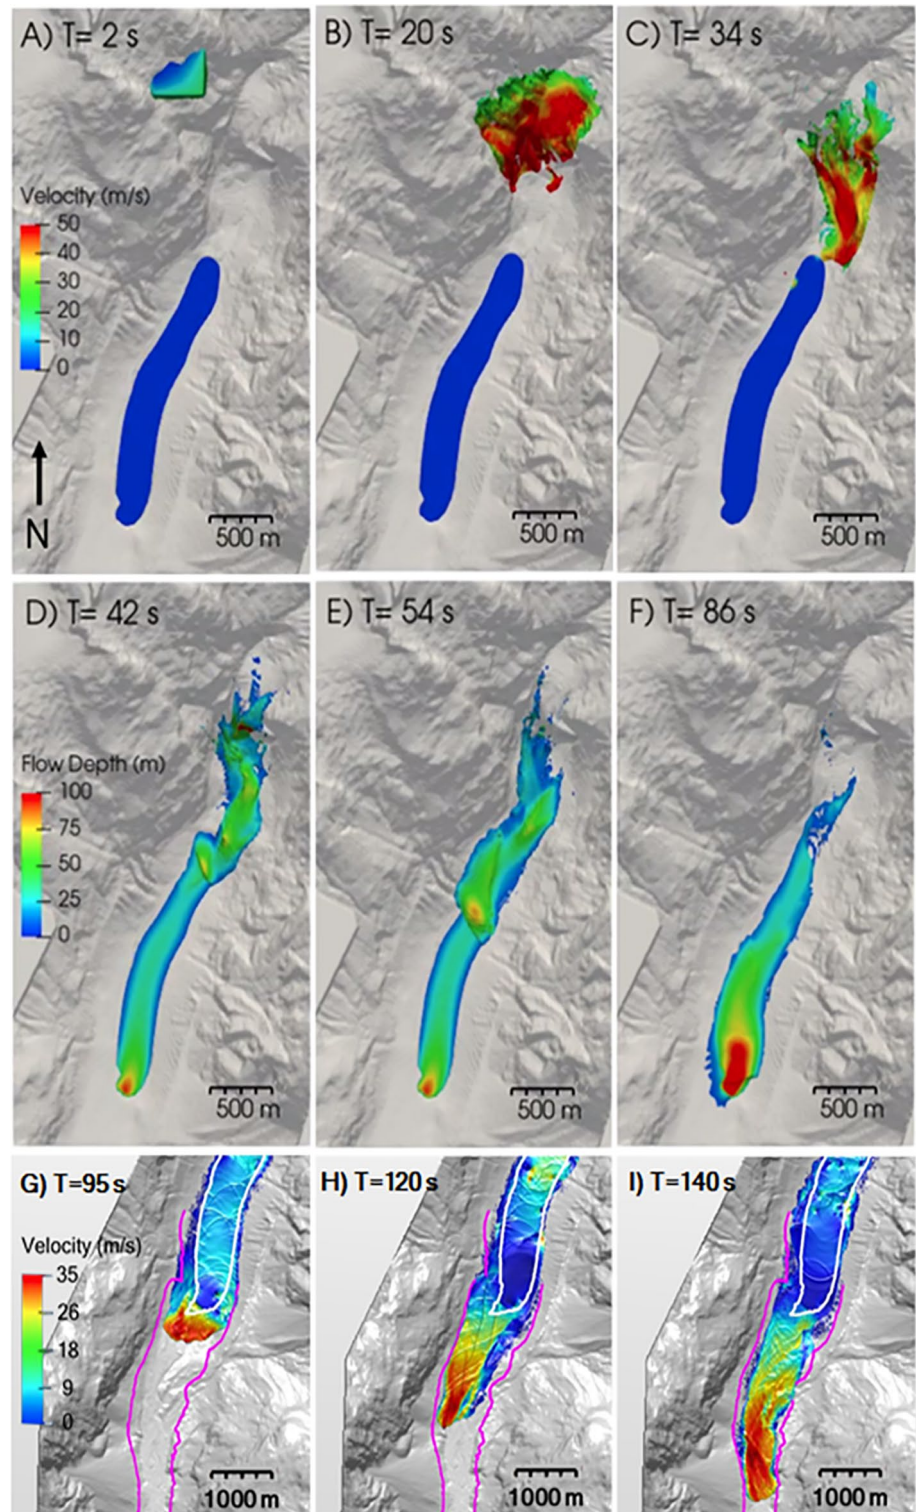 A) T= 2 s
B) T= 20 s
C) T= 34 s
Velocity (m/s)
50
40
30
20
10
0
N
500 m
500 m
500 m
D) T= 42 s
E) T= 54 s
F) T= 86 s
Flow Depth (m)
100
75
50
25
0
500 m
500 m
500 m
G) T=95 s
H) T=120 s
I) T=140 s
Velocity (m/s)
35
26
18
9
0
1000 m
1000 m
1000 m